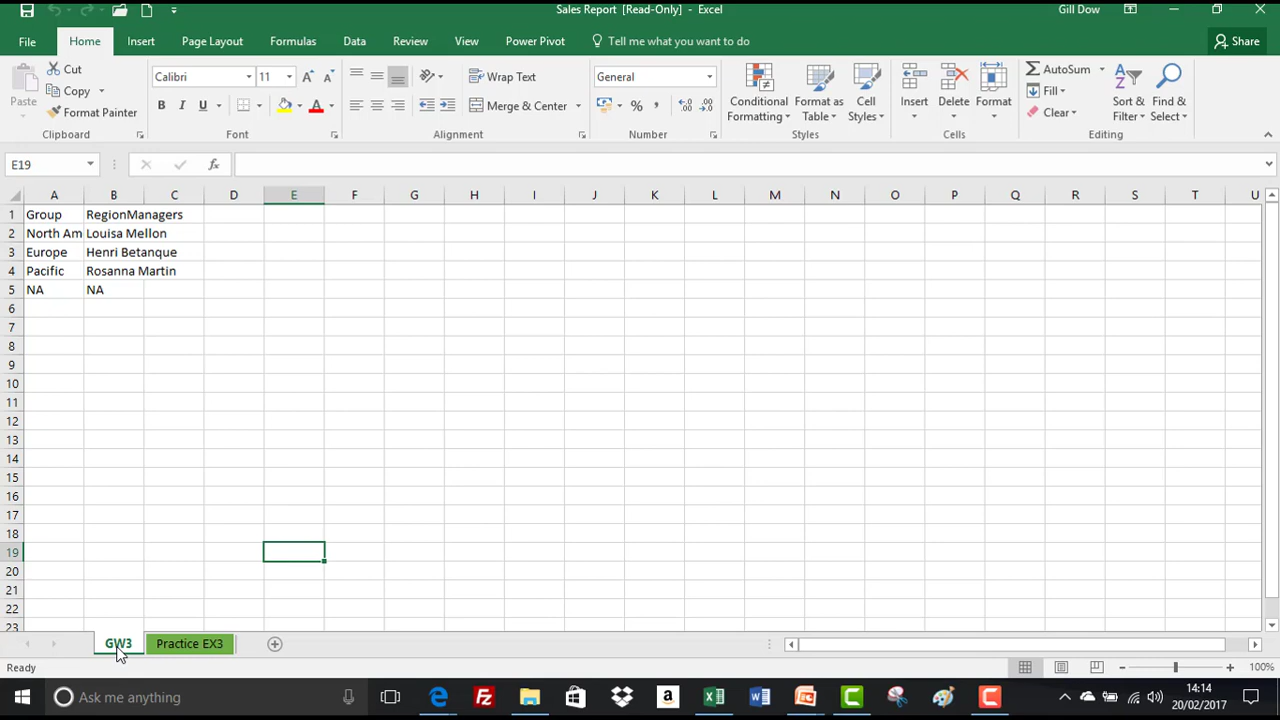 Sales Report [Read-Only] - Excel
Gill Dow
File Home Insert Page Layout Formulas Data Review View Power Pivot Tell me what you want to do Share
Paste
Cut
Copy
Format Painter
Clipboard
Calibri 11
B I U A
Font
Wrap Text
Merge & Center
Alignment
General
%
Number
Conditional Formatting
Format as Table
Cell Styles
Styles
Insert
Delete
Format
Cells
AutoSum
Fill
Clear
Sort & Filter
Find & Select
Editing
E19 fx
A B C D E F G H I J K L M N O P Q R S T U
1 Group RegionManagers
2 North Am Louisa Mellon
3 Europe Henri Betanque
4 Pacific Rosanna Martin
5 NA NA
6
7
8
9
10
11
12
13
14
15
16
17
18
19
20
21
22
23
GW3 Practice EX3
Ready 100%
Ask me anything
14:14
20/02/2017